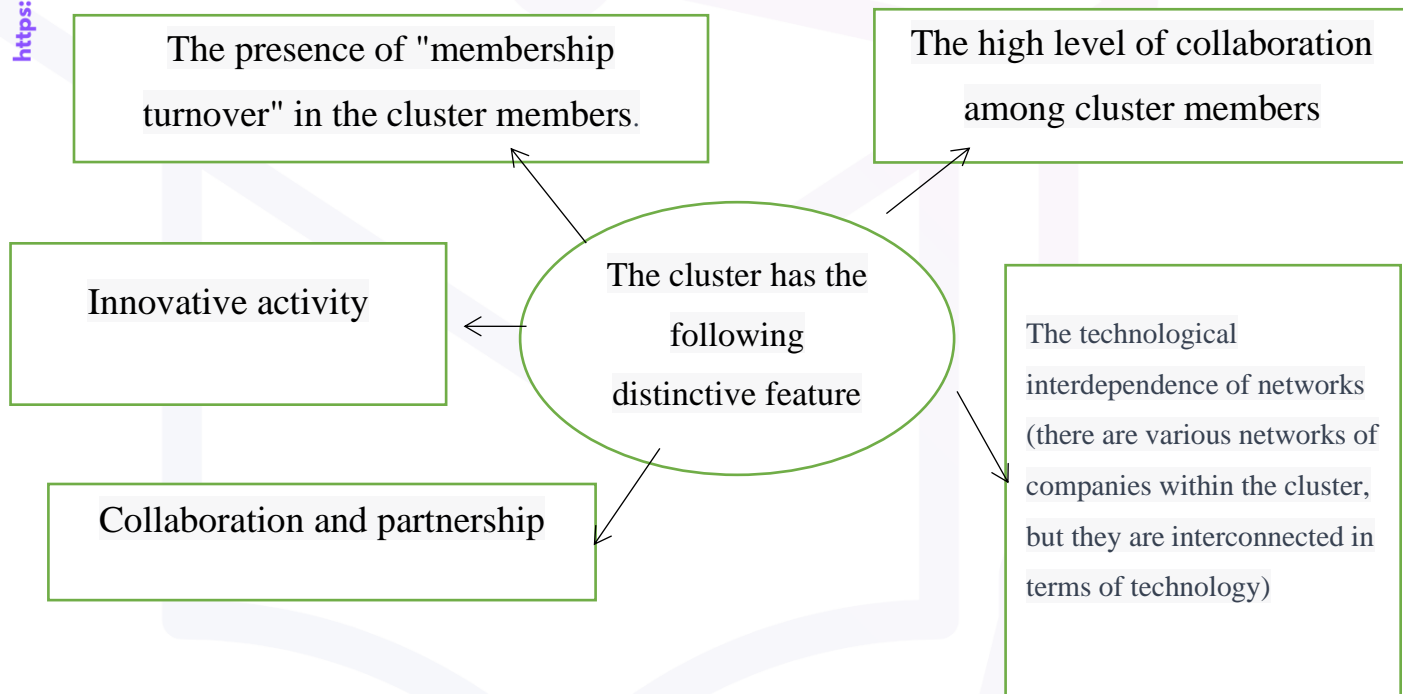 https:
The presence of "membership
turnover" in the cluster members.
The high level of collaboration
among cluster members
Innovative activity
The cluster has the
following
distinctive feature
The technological
interdependence of networks
(there are various networks of
companies within the cluster,
but they are interconnected in
terms of technology)
Collaboration and partnership